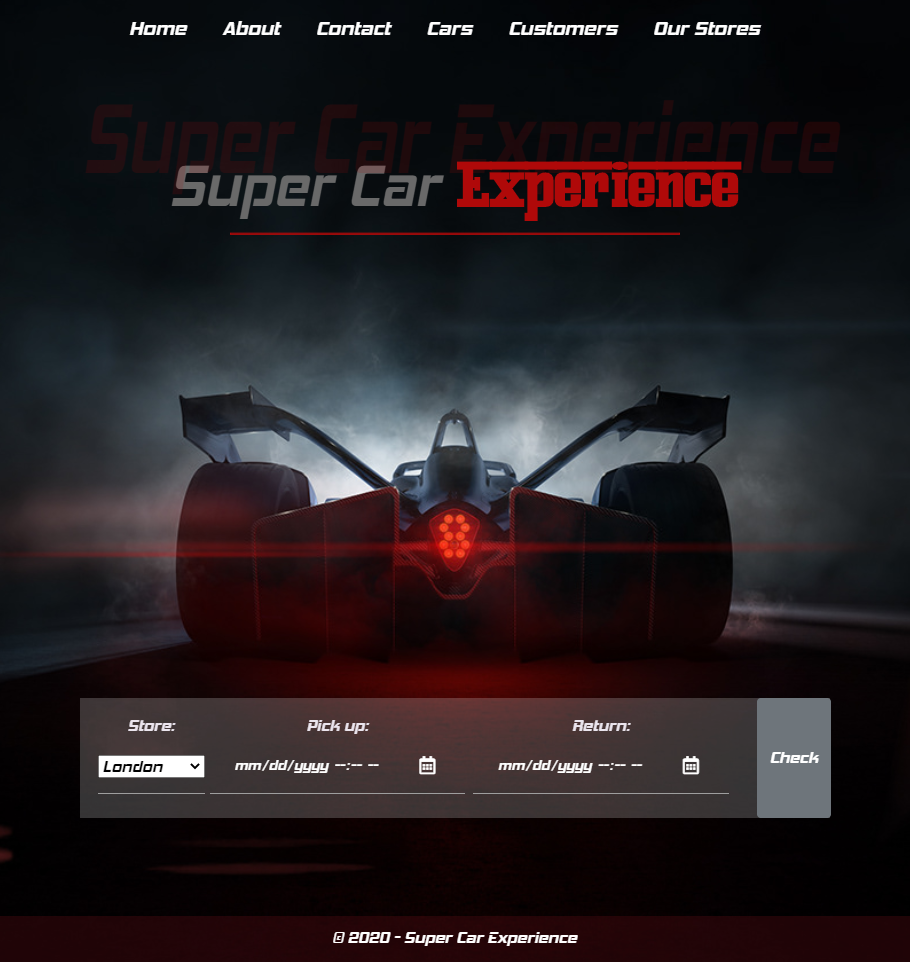 Home About Contact Cars Customers Our Stores
Super Car Experience
Super Car Experience
Store: Pick up: Return:
London mm/dd/yyyy --:-- -- mm/dd/yyyy --:-- -- Check
© 2020 - Super Car Experience